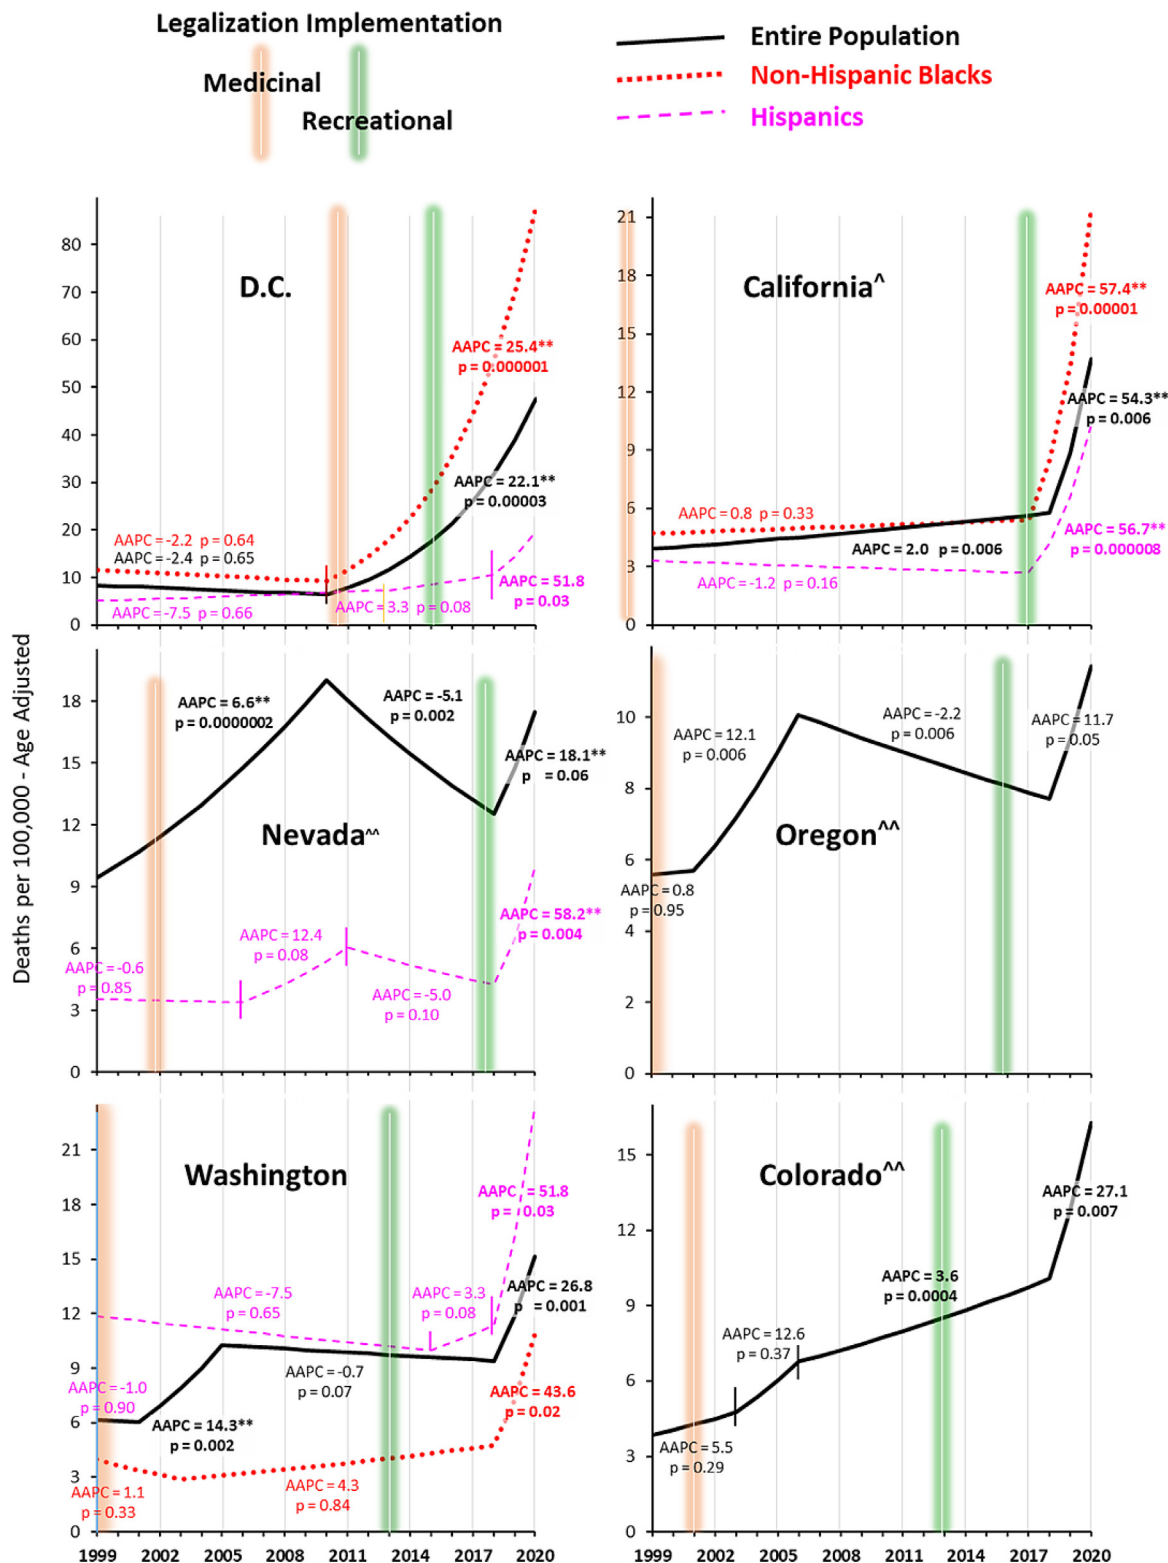 Legalization Implementation
Medicinal
Recreational
Entire Population
Non-Hispanic Blacks
Hispanics
Deaths per 100,000 - Age Adjusted
D.C.
80
70
60
50
40
30
20
10
0
AAPC = 25.4**
p = 0.000001
AAPC = 22.1**
p = 0.00003
AAPC = -2.2 p = 0.64
AAPC = -2.4 p = 0.65
AAPC = -7.5 p = 0.66
AAPC = 3.3 p = 0.08
AAPC = 51.8
p = 0.03
California^
21
18
15
12
9
6
3
0
AAPC = 57.4**
p = 0.00001
AAPC = 54.3**
p = 0.006
AAPC = 0.8 p = 0.33
AAPC = 2.0 p = 0.006
AAPC = -1.2 p = 0.16
AAPC = 56.7**
p = 0.000008
Nevada^^
18
15
12
9
6
3
0
AAPC = 6.6**
p = 0.0000002
AAPC = -5.1
p = 0.002
AAPC = 18.1**
p = 0.06
AAPC = 58.2**
p = 0.004
AAPC = 12.4
p = 0.08
AAPC = -0.6
p = 0.85
AAPC = -5.0
p = 0.10
Oregon^^
10
8
6
4
2
0
AAPC = 12.1
p = 0.006
AAPC = -2.2
p = 0.006
AAPC = 11.7
p = 0.05
AAPC = 0.8
p = 0.95
Washington
21
18
15
12
9
6
3
0
AAPC = 51.8
p = 0.03
AAPC = -7.5
p = 0.65
AAPC = 3.3
p = 0.08
AAPC = 26.8
p = 0.001
AAPC = -0.7
p = 0.07
AAPC = -1.0
p = 0.90
AAPC = 14.3**
p = 0.002
AAPC = 43.6
p = 0.02
AAPC = 1.1
p = 0.33
AAPC = 4.3
p = 0.84
1999 2002 2005 2008 2011 2014 2017 2020
Colorado^^
15
12
9
6
3
0
AAPC = 27.1
p = 0.007
AAPC = 3.6
p = 0.0004
AAPC = 12.6
p = 0.37
AAPC = 5.5
p = 0.29
1999 2002 2005 2008 2011 2014 2017 2020